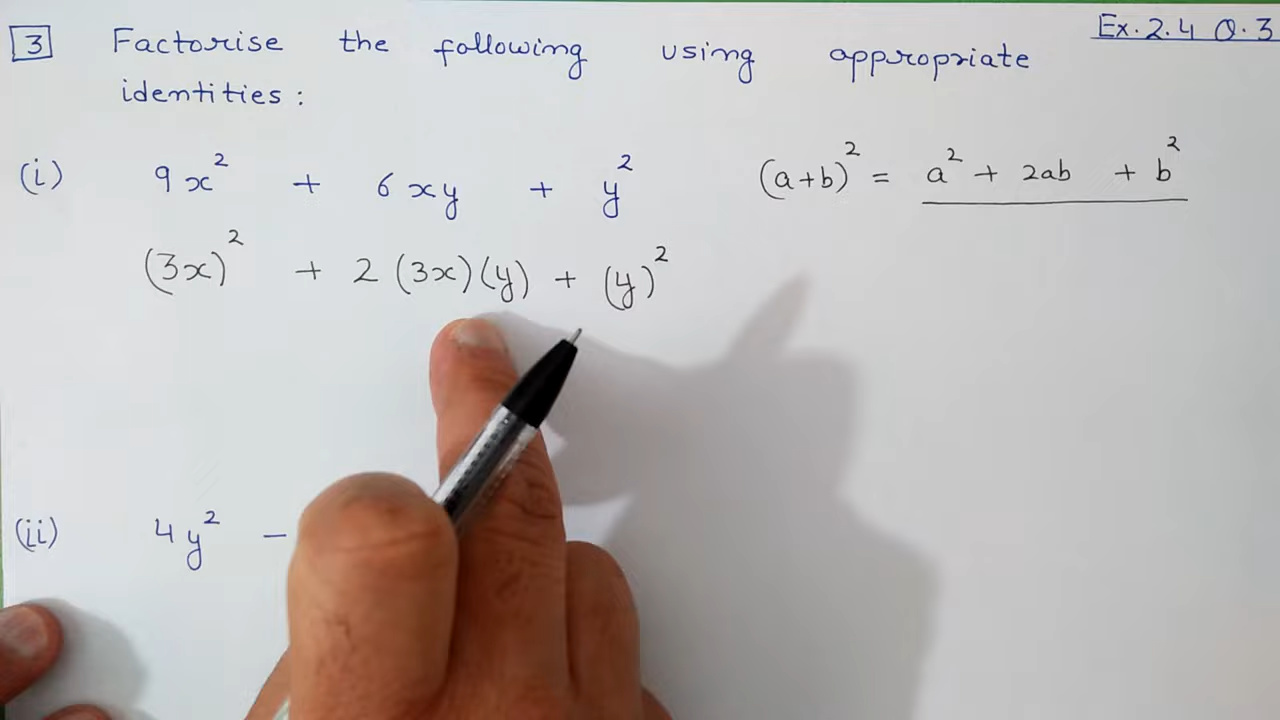 Ex.2.4 Q.3
3 Factorise the following using appropriate
identities:
(i) 9x² + 6xy + y² (a+b)² = a² + 2ab + b²
(3x)² + 2(3x)(y) + (y)²
(ii) 4y² -